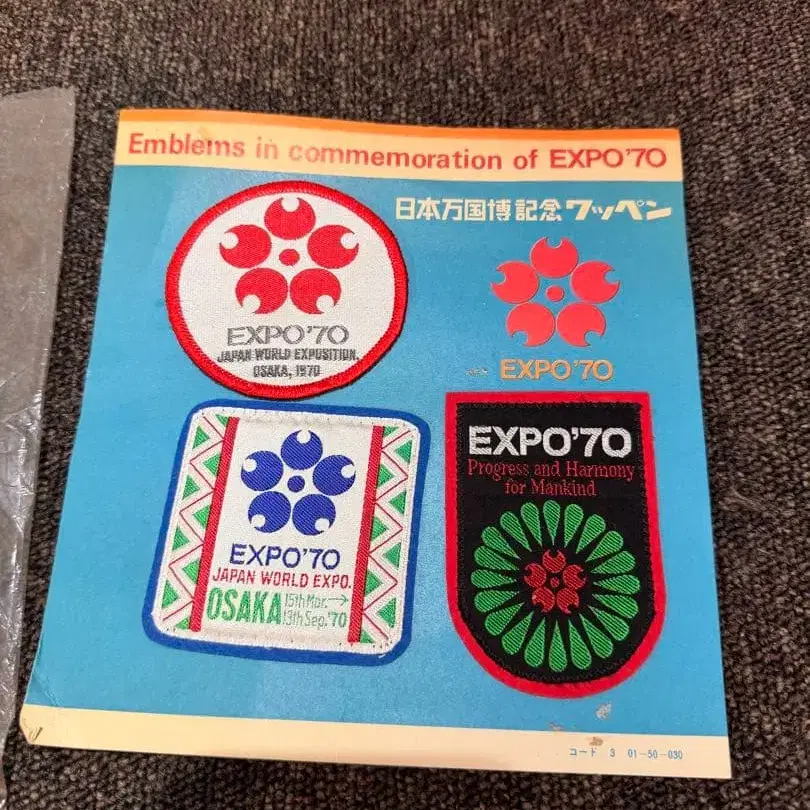 Emblems in commemoration of EXPO'70
日本万国博記念ワッペン
EXPO'70
JAPAN WORLD EXPOSITION,
OSAKA, 1970
EXPO'70
EXPO'70
JAPAN WORLD EXPO.
OSAKA 15th Mar.→
13th Sep.'70
EXPO'70
Progress and Harmony
for Mankind
コード 3 01-50-030